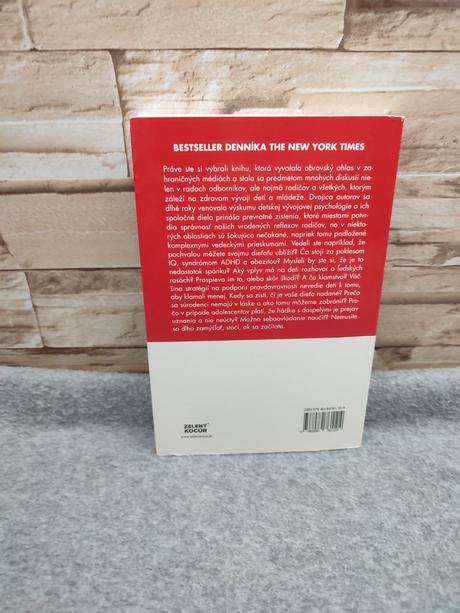 BESTSELLER DENNÍKA THE NEW YORK TIMES
Práve ste si vybrali knihu, ktorá vyvolala obrovský ohlas v za-
hraničných médiách a stala sa predmetom mnohých diskusií nie-
len v radoch odborníkov, ale najmä rodičov a všetkých, ktorým
záleží na zdravom vývoji detí a mládeže. Dvojica autorov sa
dlhé roky venovala výskumu detskej vývojovej psychológie a ich
spoločné dielo prináša prevratné zistenia, ktoré miestami potvr-
dia správnosť našich vrodených reflexov rodičov, no v niekto-
rých oblastiach sú šokujúco nečakané, napriek tomu podložené
komplexnými vedeckými prieskumami. Vedeli ste napríklad, že
pochvalou môžete svojmu dieťaťu ublížiť? Čo stojí za poklesom
IQ, syndrómom ADHD a obezitou? Mysleli by ste si, že je to
nedostatok spánku? Aký vplyv má na deti rozhovor o ľudských
rasách? Prospieva im to, alebo skôr škodí? A čo klamstvo? Väč-
šina stratégií na podporu pravdovravnosti nevedie deti k tomu,
aby klamali menej. Kedy sa zistí, či je vaše dieťa nadané? Prečo
sa súrodenci nemajú v láske a ako tomu môžeme zabrániť? Pre-
čo v prípade adolescentov platí, že hádka s dospelými je prejav
uznania a nie neúcty? Možno sebaovládanie naučiť? Nemusíte
sa dlho zamýšľať, stačí, ak sa začítate.
ZELENÝ
KOCÚR